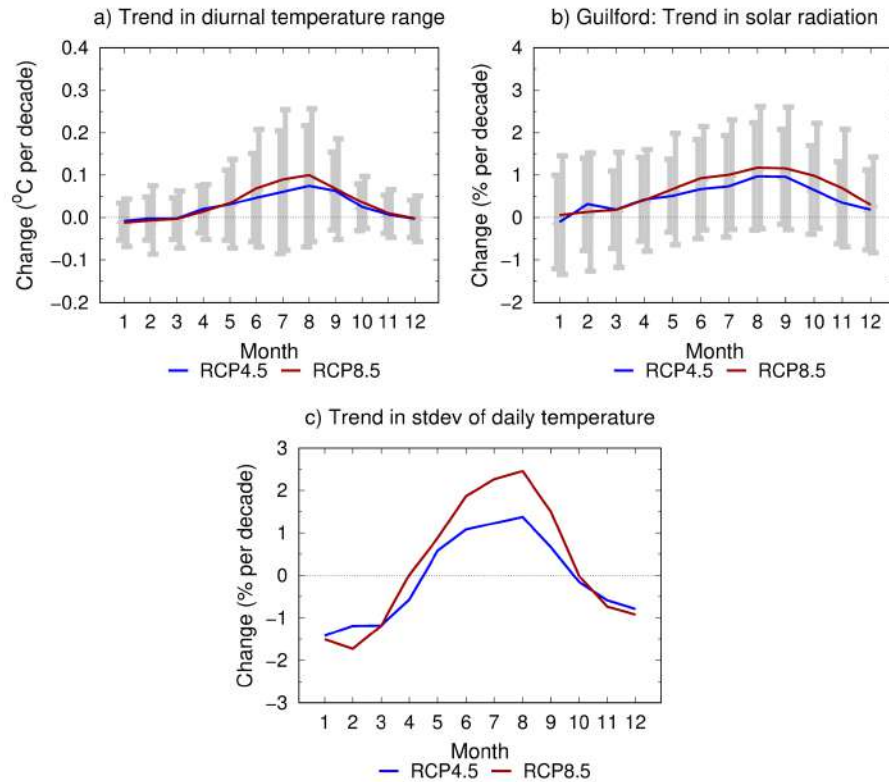 a) Trend in diurnal temperature range
Change (⁰C per decade)
0.4
0.3
0.2
0.1
0.0
−0.1
−0.2
1 2 3 4 5 6 7 8 9 10 11 12
Month
RCP4.5 RCP8.5
b) Guilford: Trend in solar radiation
Change (% per decade)
4
3
2
1
0
−1
−2
1 2 3 4 5 6 7 8 9 10 11 12
Month
RCP4.5 RCP8.5
c) Trend in stdev of daily temperature
Change (% per decade)
3
2
1
0
−1
−2
−3
1 2 3 4 5 6 7 8 9 10 11 12
Month
RCP4.5 RCP8.5